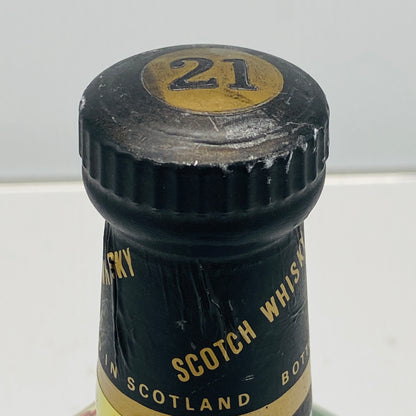 21
SCOTCH WHISKY
IN SCOTLAND